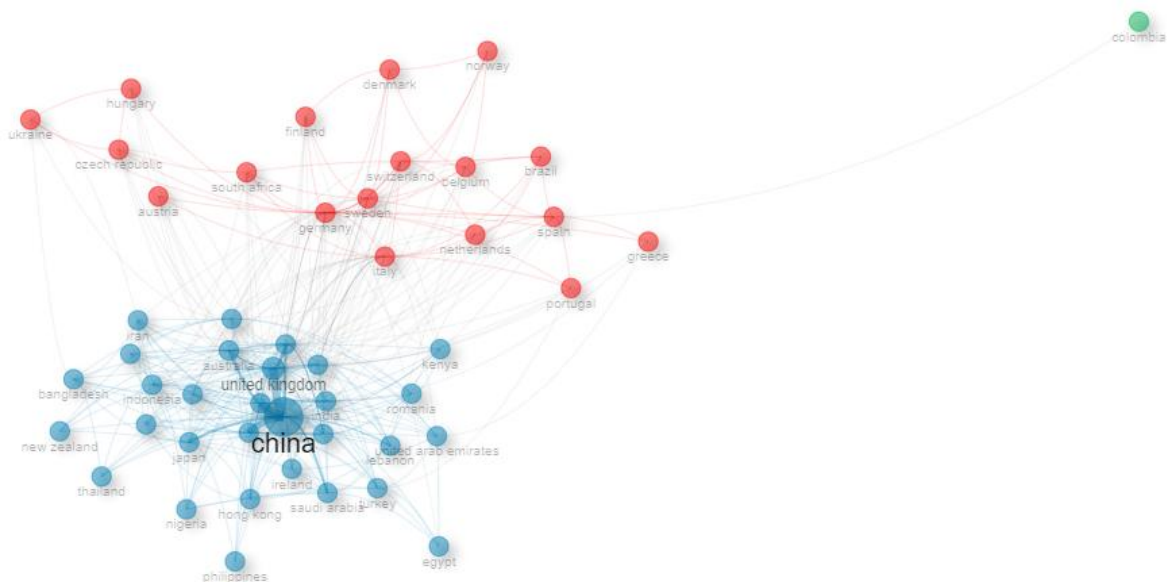 colombia
norway
denmark
hungary
finland
ukraine
czech republic
switzerland
belgium
brazil
south africa
austria
sweden
germany
spain
netherlands
italy
greece
portugal
iran
australia
kenya
united kingdom
bangladesh
indonesia
india
romania
china
new zealand
japan
united arab emirates
lebanon
ireland
thailand
turkey
saudi arabia
hong kong
nigeria
egypt
philippines